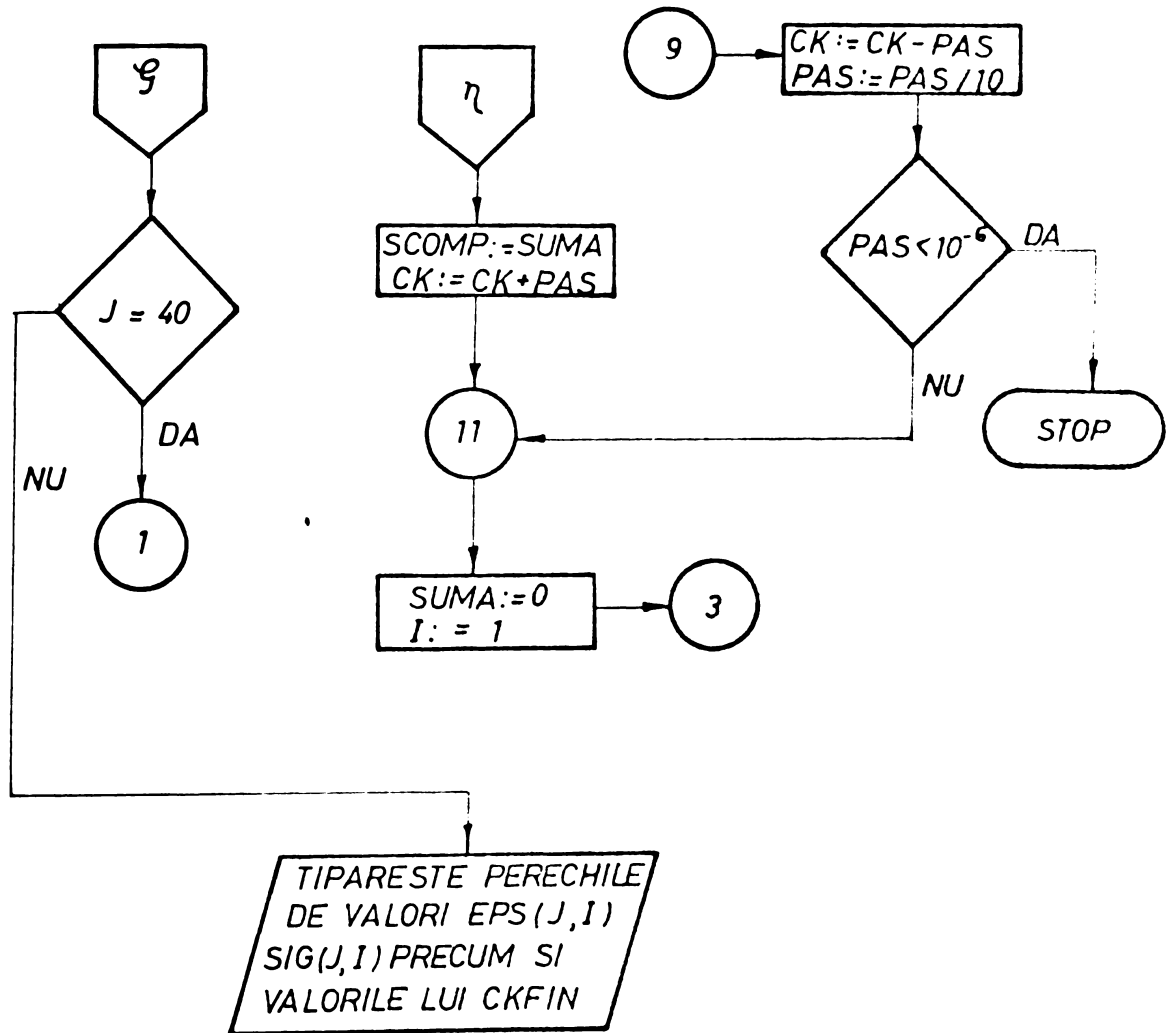 𝒢
J = 40
DA
NU
1
η
SCOMP:=SUMA
CK:=CK+PAS
11
SUMA:=0
I: = 1
3
9
CK:=CK-PAS
PAS:=PAS/10
PAS<10⁻⁶
DA
NU
STOP
TIPARESTE PERECHILE
DE VALORI EPS(J,I)
SIG(J,I) PRECUM SI
VALORILE LUI CKFIN